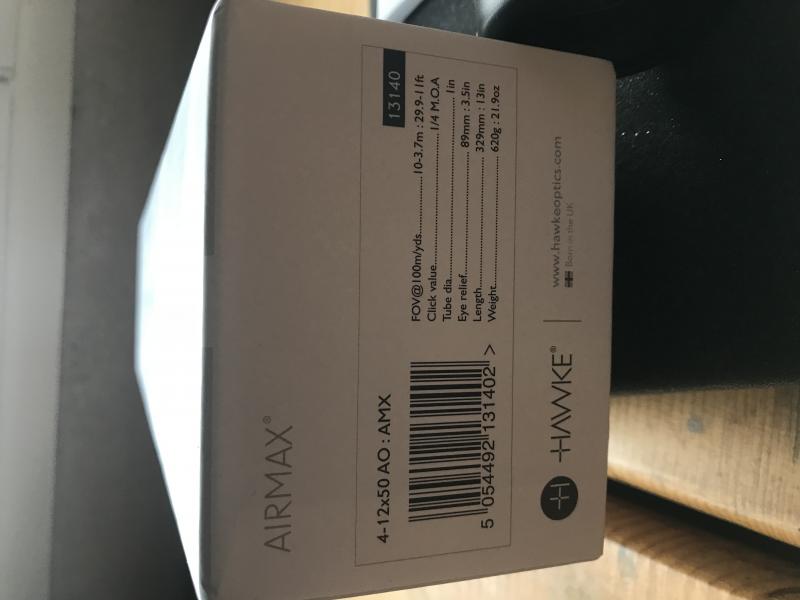 AIRMAX®
4-12x50 AO : AMX
13140
5 054492 131402 >
FOV@100m/yds.......10-3.7m : 29.9-11ft
Click value.......1/4 M.O.A
Tube dia.......1in
Eye relief.......89mm : 3.5in
Length.......329mm : 13in
Weight.......620g : 21.9oz
HAWKE®
www.hawkeoptics.com
Born in the UK